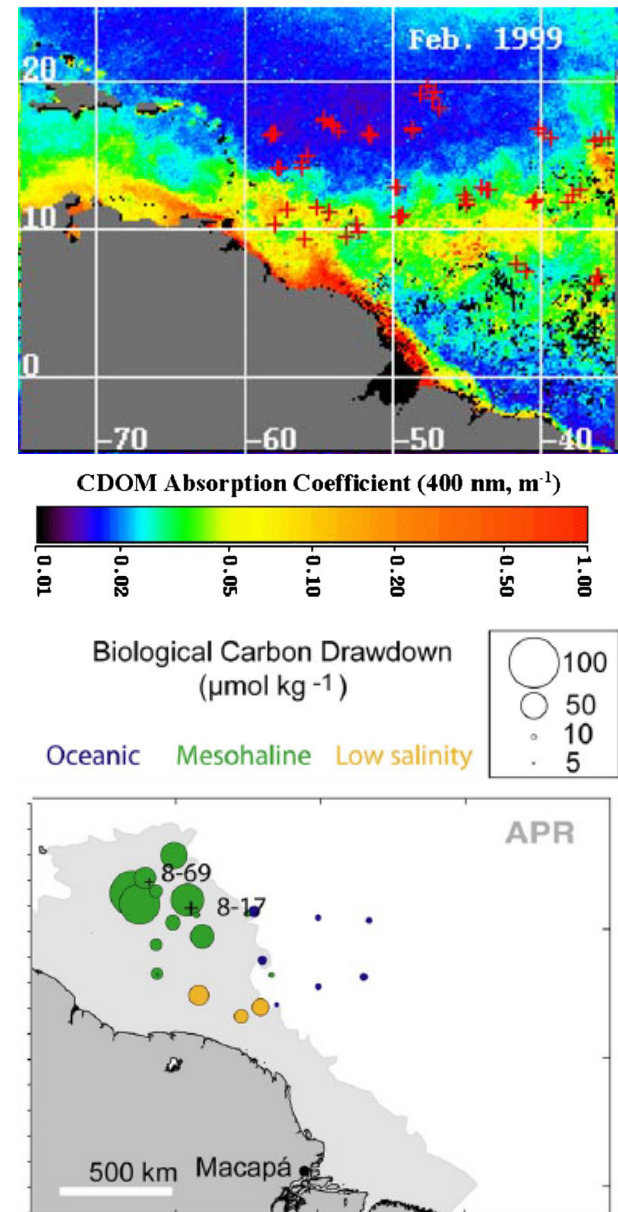 Feb. 1999
20
10
0
-70 -60 -50 -40
CDOM Absorption Coefficient (400 nm, m-1)
0.01 0.02 0.05 0.10 0.20 0.50 1.00
Biological Carbon Drawdown
(µmol kg -1)
100
50
10
5
Oceanic Mesohaline Low salinity
APR
8-69
8-17
Macapá
500 km